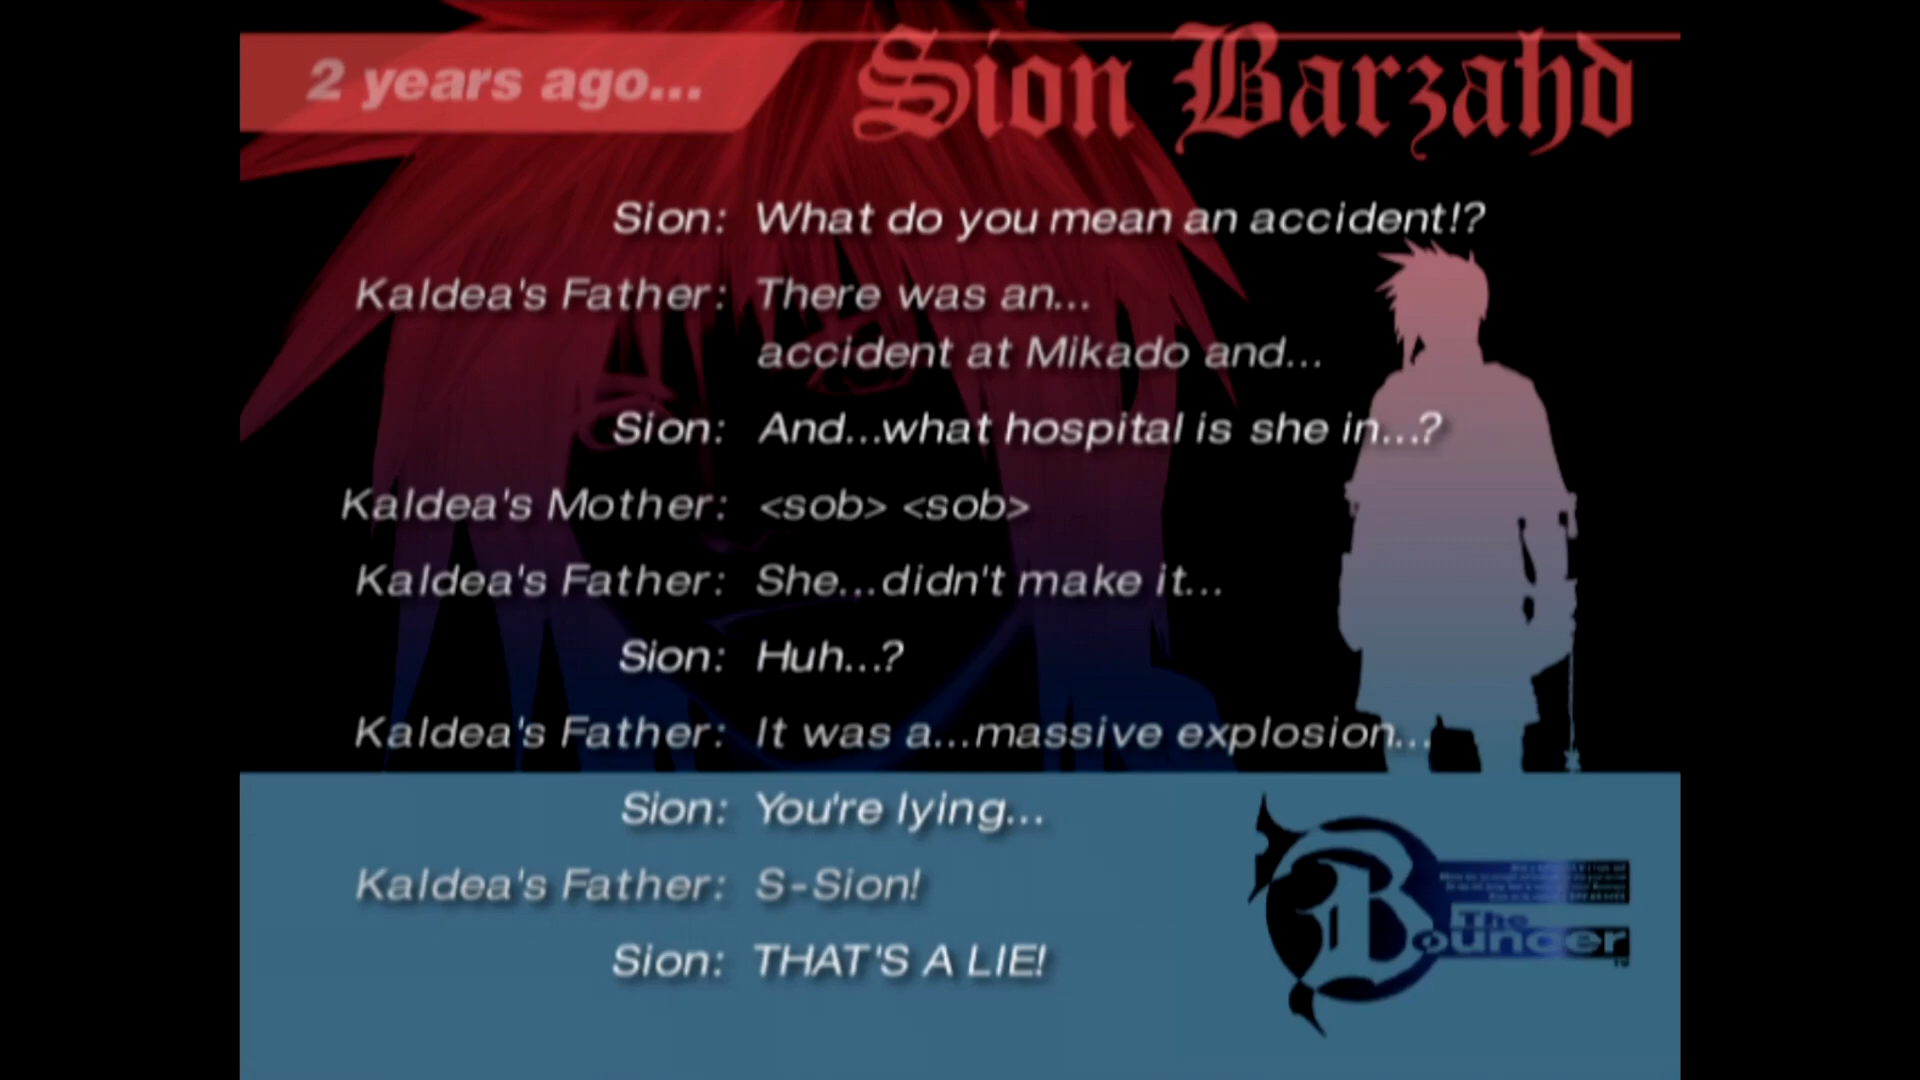 2 years ago...
Sion Barzahd
Sion: What do you mean an accident!?
Kaldea's Father: There was an...
accident at Mikado and...
Sion: And...what hospital is she in...?
Kaldea's Mother: <sob> <sob>
Kaldea's Father: She...didn't make it...
Sion: Huh...?
Kaldea's Father: It was a...massive explosion...
Sion: You're lying...
Kaldea's Father: S-Sion!
Sion: THAT'S A LIE!
The
Bouncer